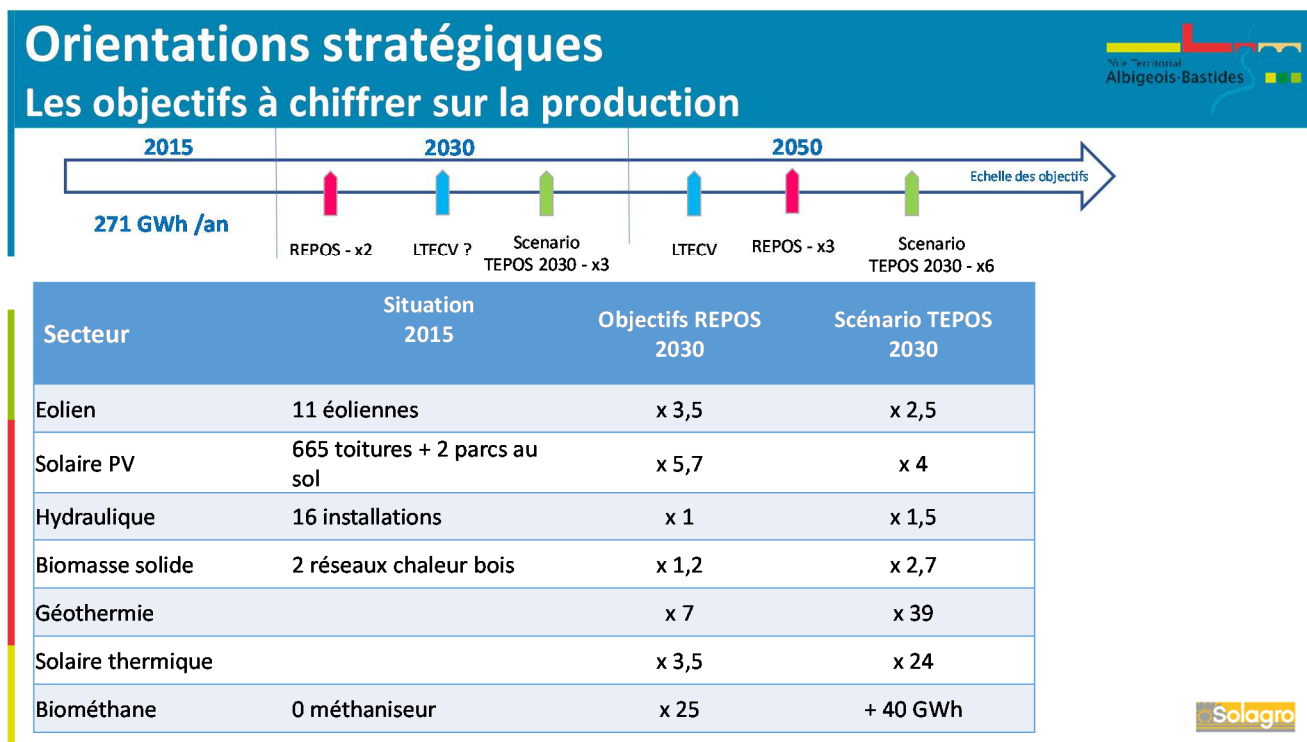 Orientations stratégiques
Les objectifs à chiffrer sur la production
Pôle Territorial
Albigeois-Bastides
2015 2030 2050
Echelle des objectifs
271 GWh /an
REPOS - x2
LTECV ?
Scenario
TEPOS 2030 - x3
LTECV
REPOS - x3
Scenario
TEPOS 2030 - x6
Secteur
Situation
2015
Objectifs REPOS
2030
Scénario TEPOS
2030
Eolien 11 éoliennes x 3,5 x 2,5
Solaire PV 665 toitures + 2 parcs au
sol x 5,7 x 4
Hydraulique 16 installations x 1 x 1,5
Biomasse solide 2 réseaux chaleur bois x 1,2 x 2,7
Géothermie x 7 x 39
Solaire thermique x 3,5 x 24
Biométhane 0 méthaniseur x 25 + 40 GWh
Solagro